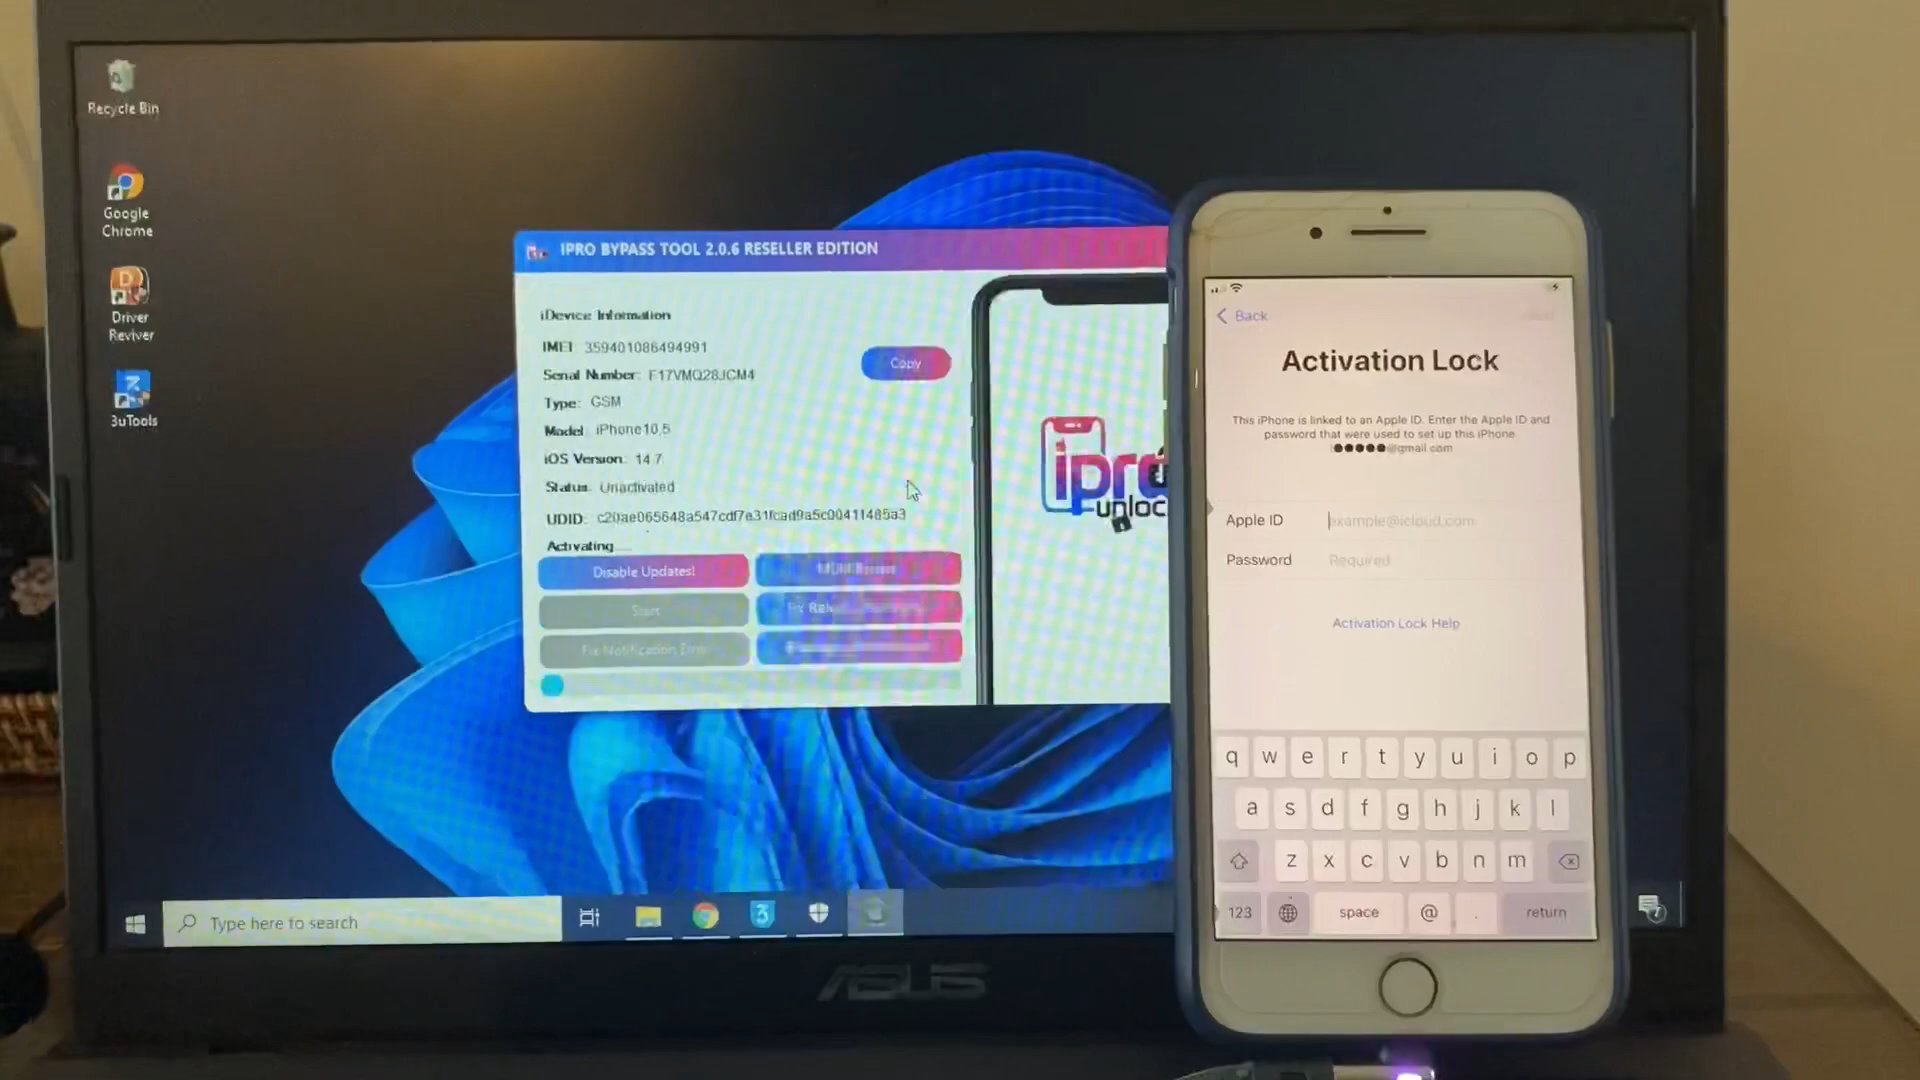 Recycle Bin
Google
Chrome
Driver
Reviver
3uTools
IPRO BYPASS TOOL 2.0.6 RESELLER EDITION
iDevice Information
IMEI: 359401086494991
Copy
Serial Number: F17VMQ28JCM4
Type: GSM
Model: iPhone10,5
iOS Version: 14.7
Status: Unactivated
UDID: c20ae065648a547cdf7e31fcad9a5c00411485a3
Activating....
Disable Updates!
Start
Fix Notification
ipro
unloc
Type here to search
ASUS
Back
Activation Lock
This iPhone is linked to an Apple ID. Enter the Apple ID and
password that were used to set up this iPhone
l●●●●●@gmail.com
Apple ID example@icloud.com
Password Required
Activation Lock Help
q w e r t y u i o p
a s d f g h j k l
z x c v b n m
123 space @ . return